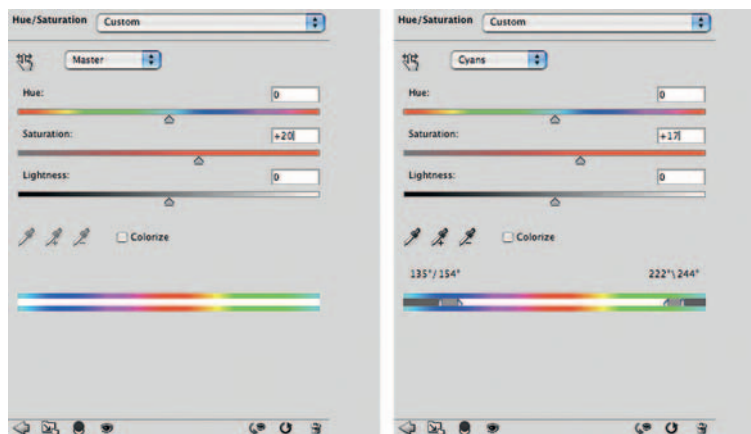 Hue/Saturation Custom
Master
Hue: 0
Saturation: +20
Lightness: 0
Colorize
Hue/Saturation Custom
Cyans
Hue: 0
Saturation: +17
Lightness: 0
Colorize
135°/154° 222°\244°